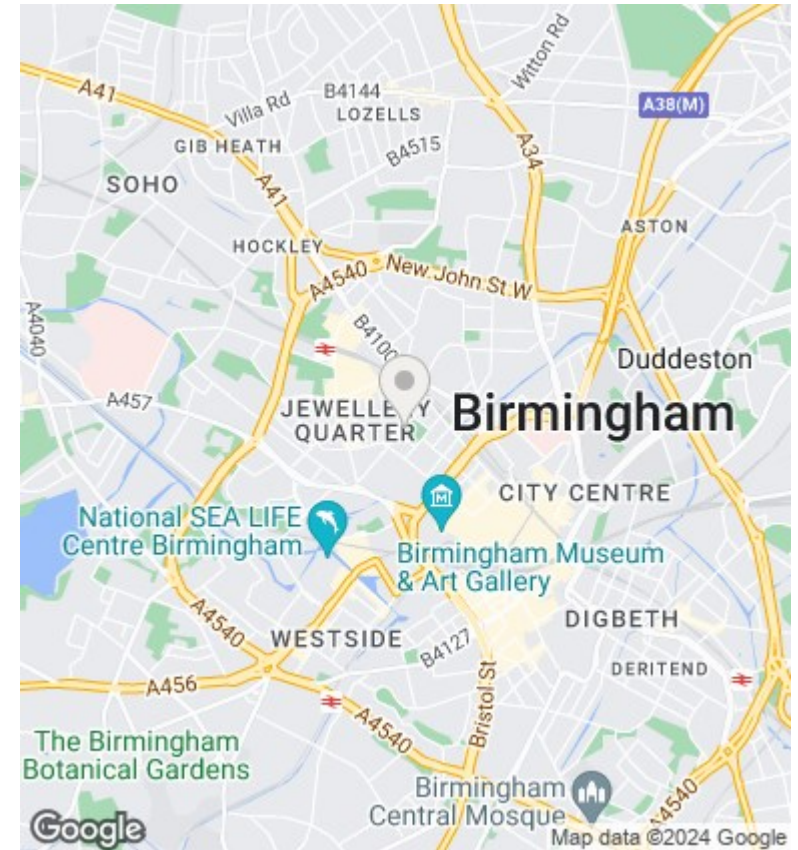 Witton Rd
A41
B4144
Villa Rd
LOZELLS
A38(M)
A34
GIB HEATH
B4515
SOHO
A41
ASTON
HOCKLEY
A4540
New John St W
A4040
B4100
Duddeston
A457
JEWELLERY
QUARTER
Birmingham
CITY CENTRE
National SEA LIFE
Centre Birmingham
M
Birmingham Museum
& Art Gallery
DIGBETH
A4540
WESTSIDE
B4127
DERITEND
A456
Bristol St
A4540
The Birmingham
Botanical Gardens
Birmingham
Central Mosque
A4540
Google
Map data ©2024 Google